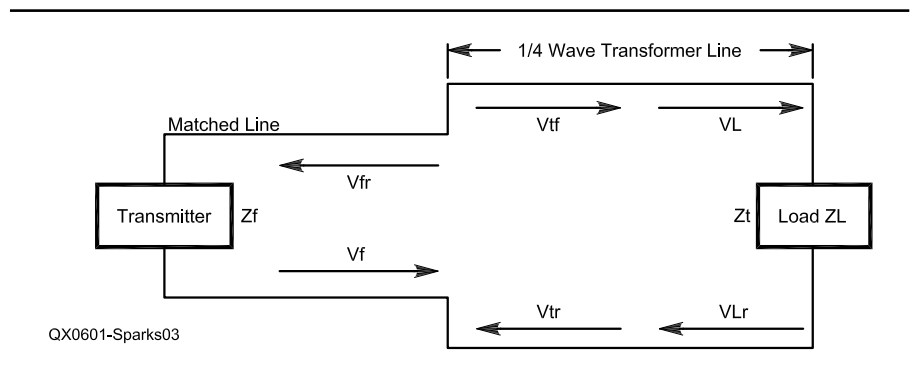 1/4 Wave Transformer Line
Vtf
VL
Matched Line
Vfr
Transmitter
Zf
Zt
Load ZL
Vf
Vtr
VLr
QX0601-Sparks03